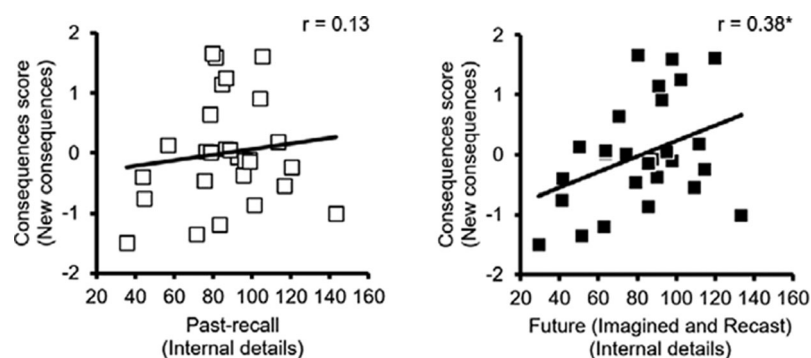 r = 0.13
Consequences score
(New consequences)
2
1
0
-1
-2
20 40 60 80 100 120 140 160
Past-recall
(Internal details)
r = 0.38*
Consequences score
(New consequences)
2
1
0
-1
-2
20 40 60 80 100 120 140 160
Future (Imagined and Recast)
(Internal details)